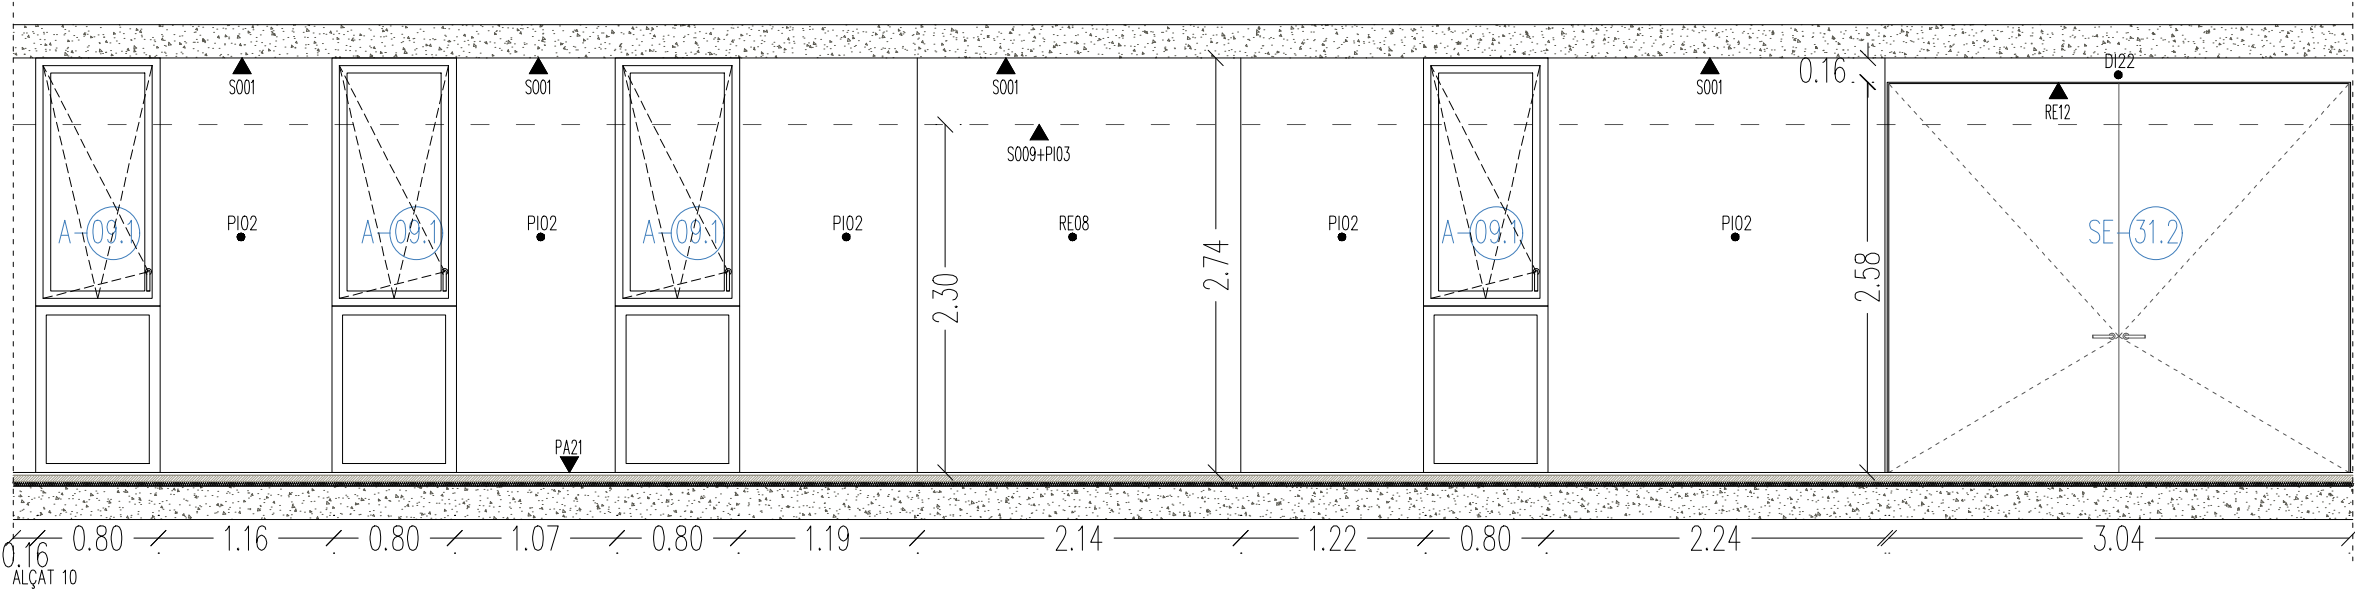 DI22
0.16
S001 S001 S001 S001
RE12
S009+PI03
PI02 PI02 PI02 RE08 PI02 PI02
A-09.1 A-09.1 A-09.1 A-09.1 SE-31.2
2.30 2.74 2.58
PA21
0.80 1.16 0.80 1.07 0.80 1.19 2.14 1.22 0.80 2.24 3.04
0.16
ALÇAT 10